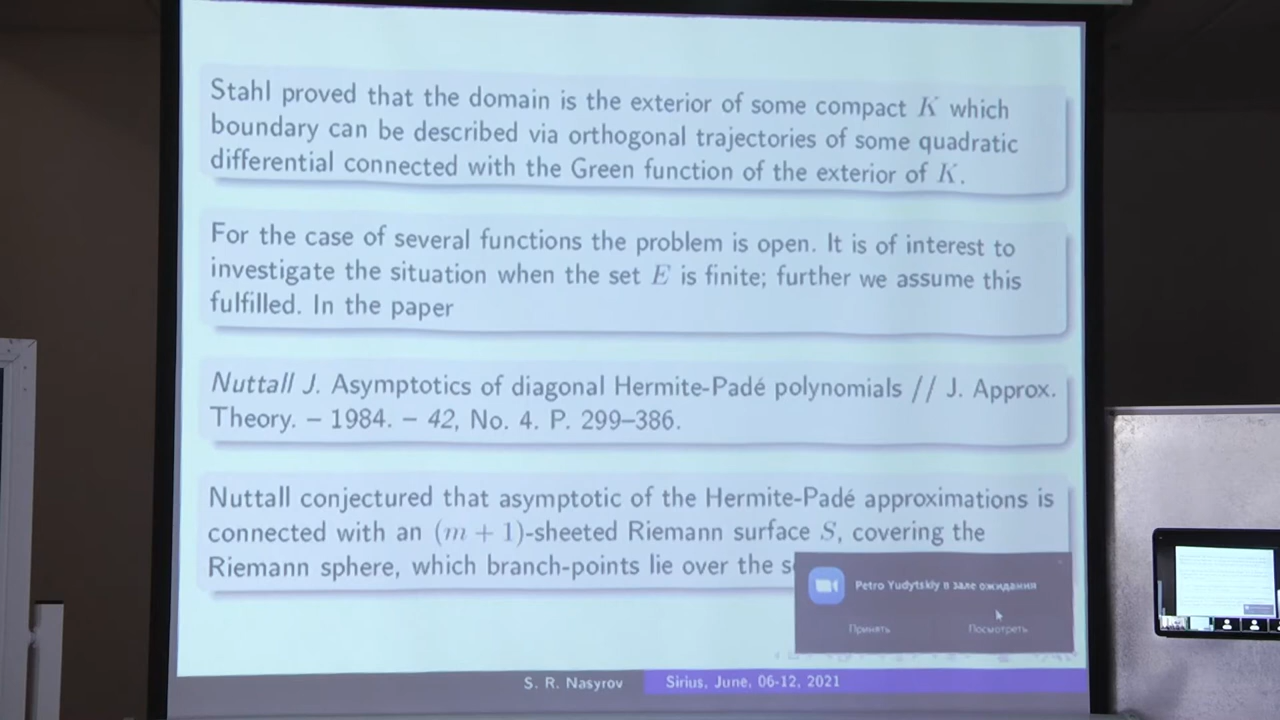 Stahl proved that the domain is the exterior of some compact K which
boundary can be described via orthogonal trajectories of some quadratic
differential connected with the Green function of the exterior of K.
For the case of several functions the problem is open. It is of interest to
investigate the situation when the set E is finite; further we assume this
fulfilled. In the paper
Nuttall J. Asymptotics of diagonal Hermite-Padé polynomials // J. Approx.
Theory. – 1984. – 42, No. 4. P. 299–386.
Nuttall conjectured that asymptotic of the Hermite-Padé approximations is
connected with an (m + 1)-sheeted Riemann surface S, covering the
Riemann sphere, which branch-points lie over the
Petro Yudytskiy в зале ожидания
Принять Посмотреть
S. R. Nasyrov Sirius, June, 06-12, 2021